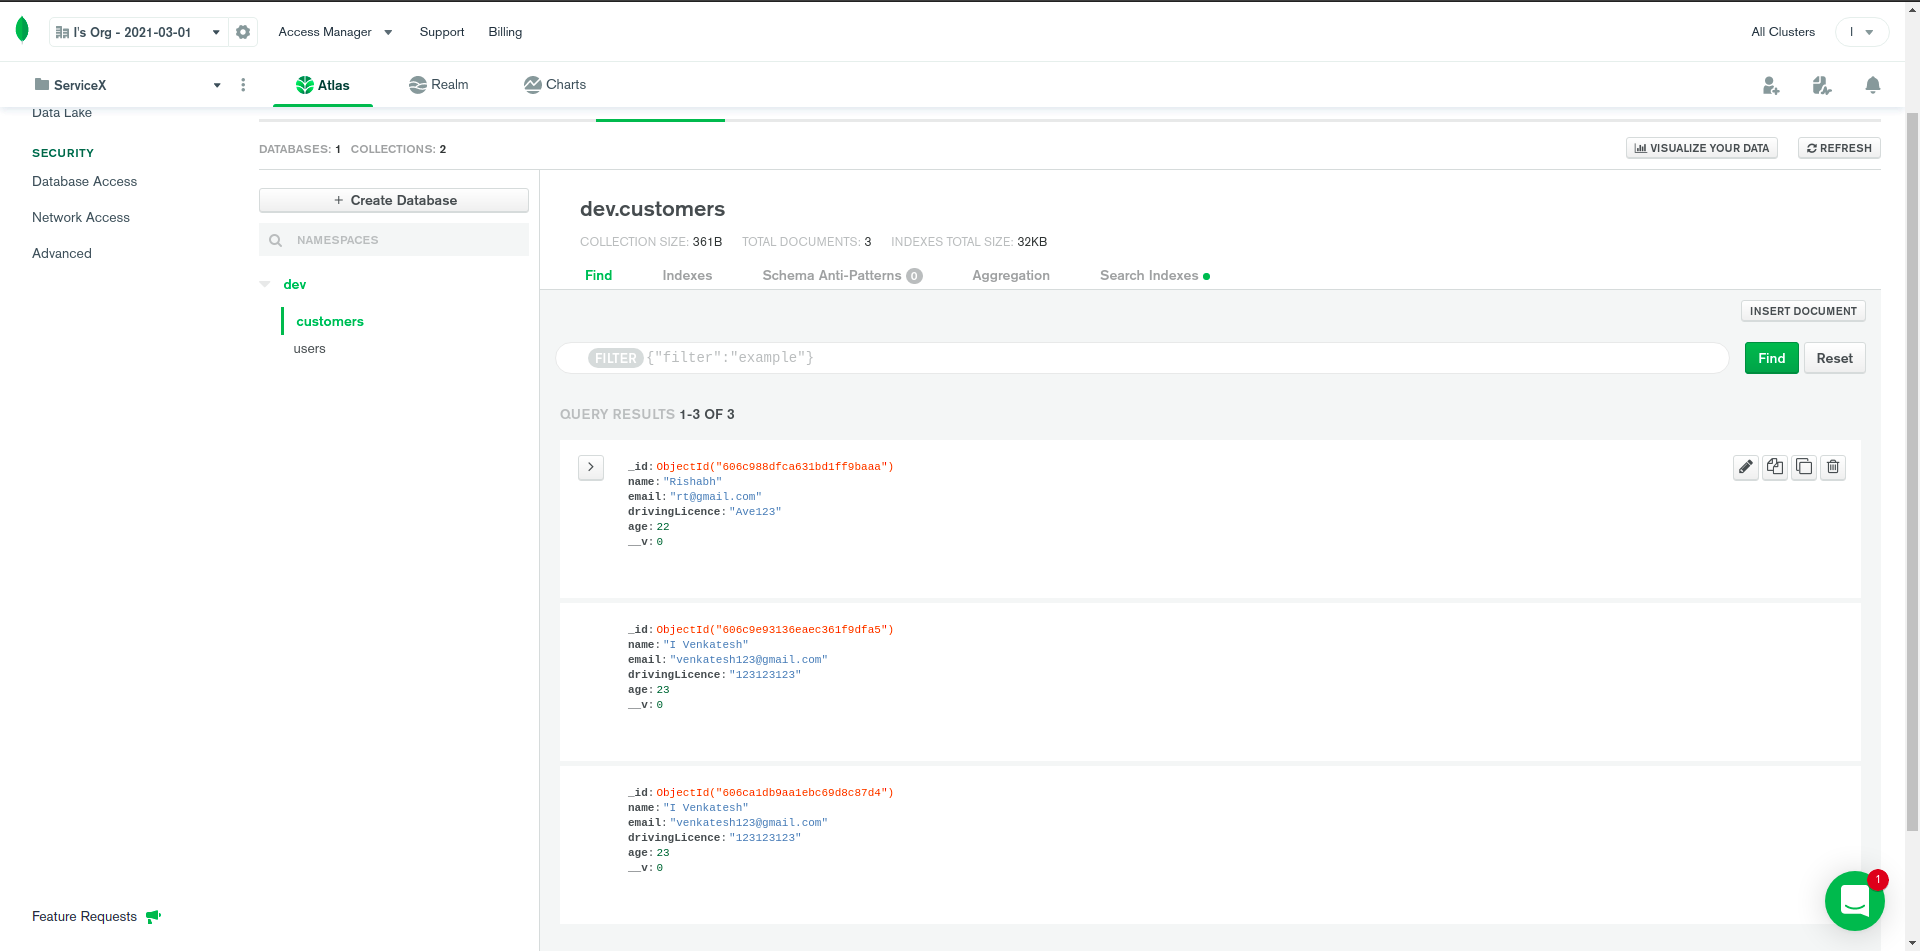 I's Org - 2021-03-01
Access Manager
Support
Billing
All Clusters
I
ServiceX
Atlas
Realm
Charts
Data Lake
SECURITY
Database Access
Network Access
Advanced
Feature Requests
DATABASES: 1 COLLECTIONS: 2
VISUALIZE YOUR DATA
REFRESH
+ Create Database
NAMESPACES
dev
customers
users
dev.customers
COLLECTION SIZE: 361B TOTAL DOCUMENTS: 3 INDEXES TOTAL SIZE: 32KB
Find
Indexes
Schema Anti-Patterns 0
Aggregation
Search Indexes
INSERT DOCUMENT
FILTER {"filter":"example"}
Find
Reset
QUERY RESULTS 1-3 OF 3
_id: ObjectId("606c988dfca631bd1ff9baaa")
name: "Rishabh"
email: "rt@gmail.com"
drivingLicence: "Ave123"
age: 22
__v: 0
_id: ObjectId("606c9e93136eaec361f9dfa5")
name: "I Venkatesh"
email: "venkatesh123@gmail.com"
drivingLicence: "123123123"
age: 23
__v: 0
_id: ObjectId("606ca1db9aa1ebc69d8c87d4")
name: "I Venkatesh"
email: "venkatesh123@gmail.com"
drivingLicence: "123123123"
age: 23
__v: 0
1